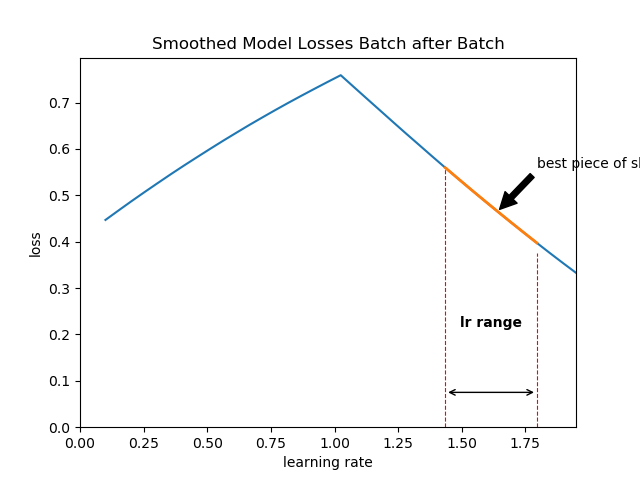 Smoothed Model Losses Batch after Batch
0.7
0.6
0.5
0.4
0.3
0.2
0.1
0.0
loss
best piece of
lr range
0.00 0.25 0.50 0.75 1.00 1.25 1.50 1.75
learning rate